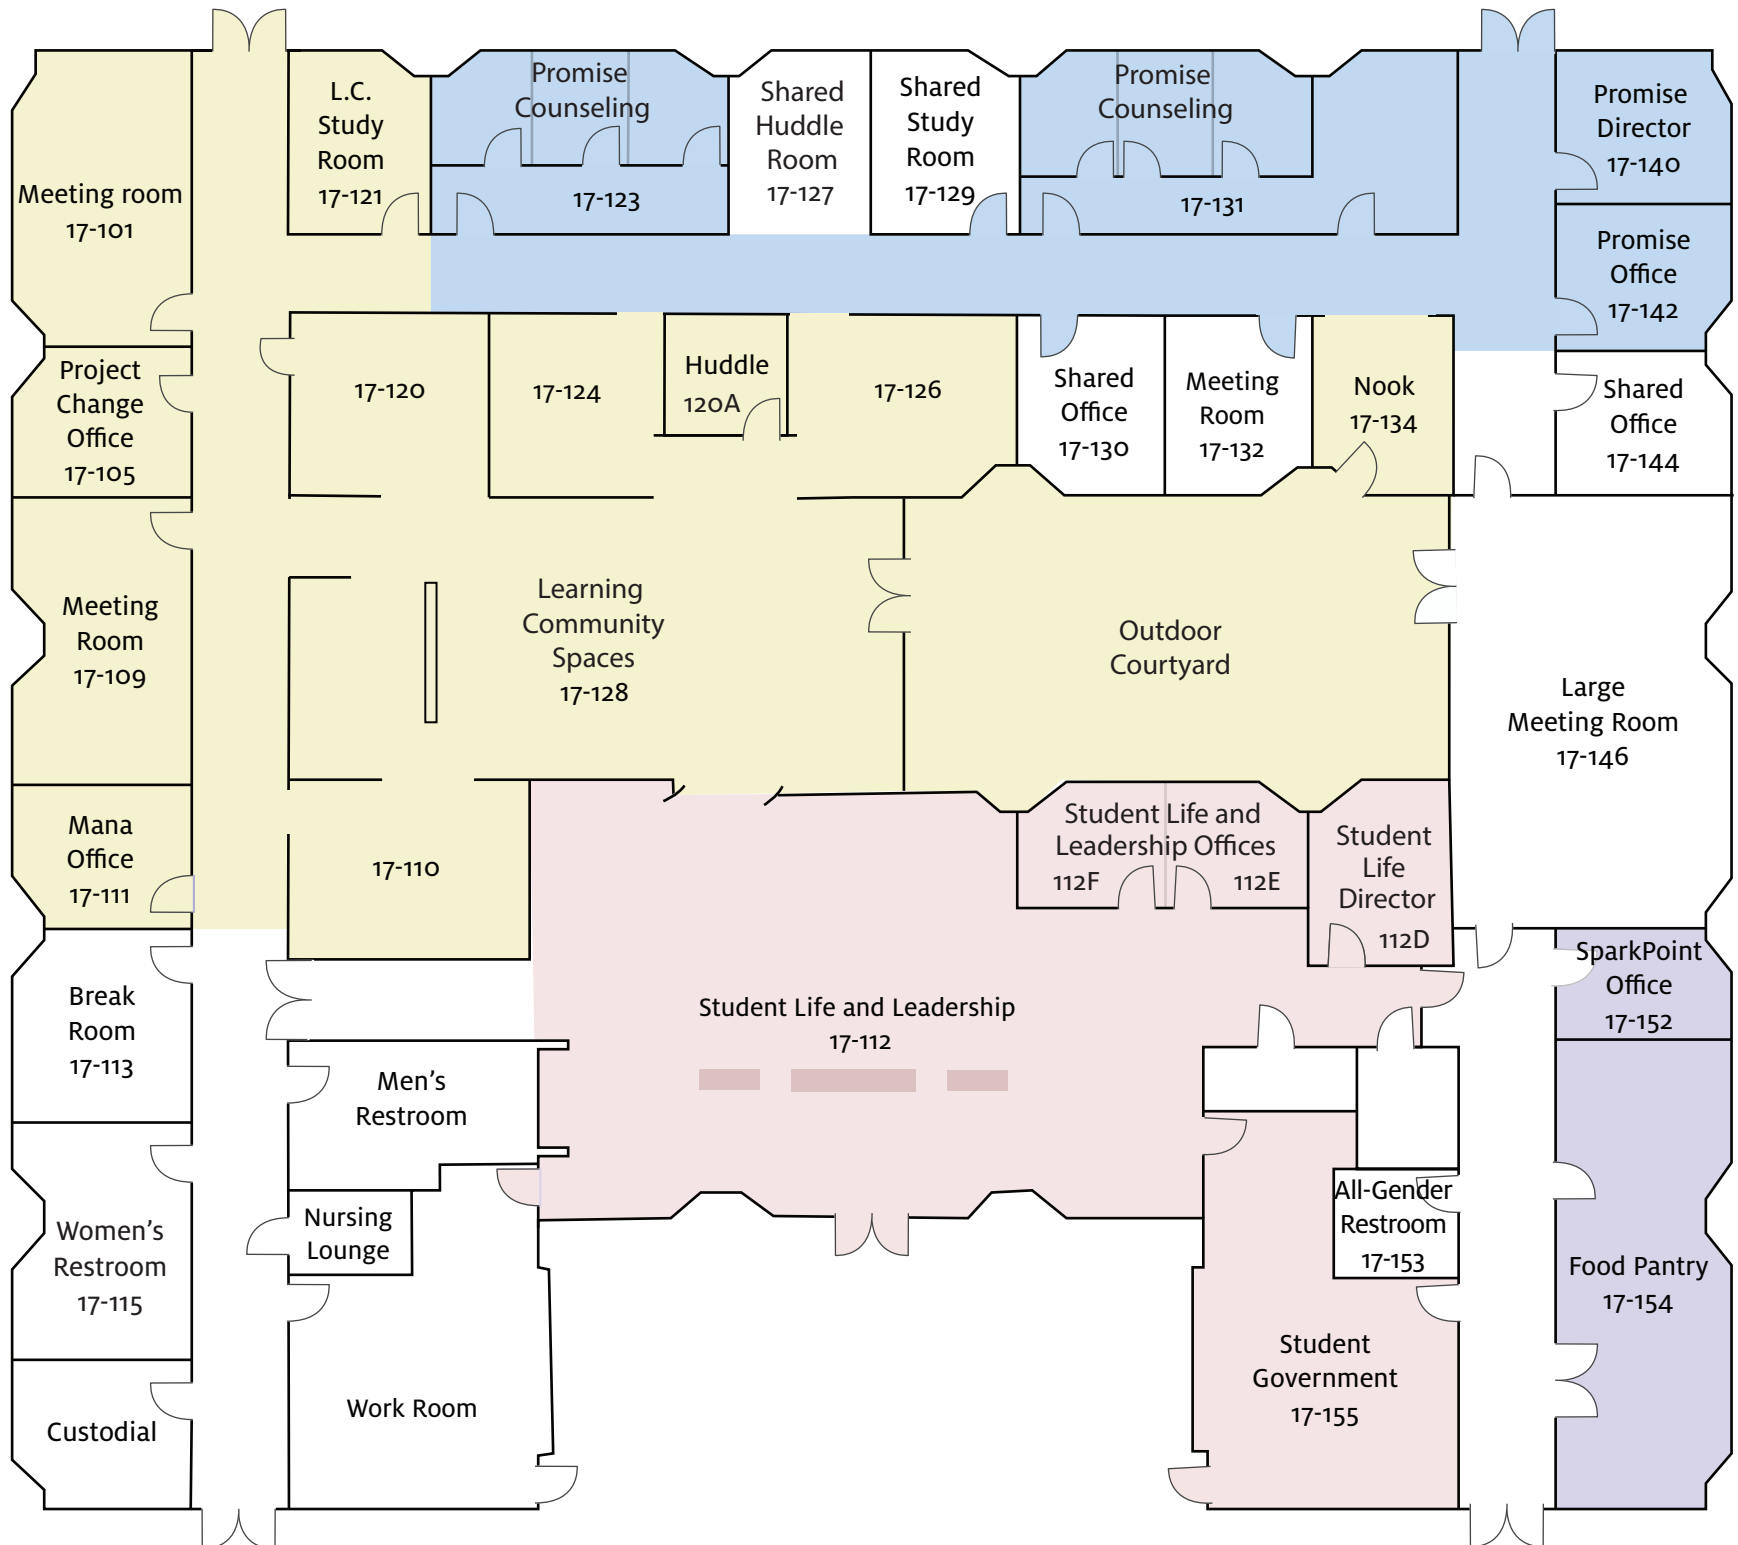 Meeting room
17-101
L.C.
Study
Room
17-121
Promise
Counseling
17-123
Shared
Huddle
Room
17-127
Shared
Study
Room
17-129
Promise
Counseling
17-131
Promise
Director
17-140
Promise
Office
17-142
Project
Change
Office
17-105
17-120
17-124
Huddle
120A
17-126
Shared
Office
17-130
Meeting
Room
17-132
Nook
17-134
Shared
Office
17-144
Meeting
Room
17-109
Learning
Community
Spaces
17-128
Outdoor
Courtyard
Large
Meeting Room
17-146
Mana
Office
17-111
17-110
Student Life and
Leadership Offices
112F
112E
Student
Life
Director
112D
SparkPoint
Office
17-152
Break
Room
17-113
Student Life and Leadership
17-112
Men’s
Restroom
Nursing
Lounge
Women’s
Restroom
17-115
All-Gender
Restroom
17-153
Food Pantry
17-154
Student
Government
17-155
Work Room
Custodial